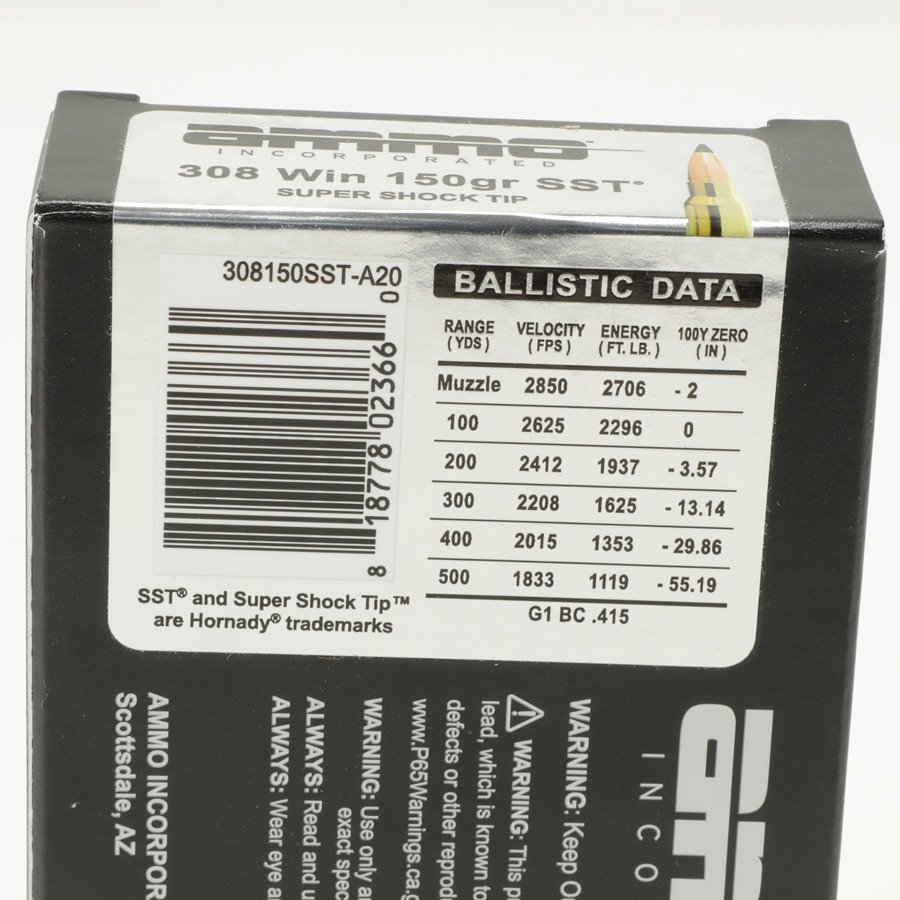 ammo
INCORPORATED
308 Win 150gr SST®
SUPER SHOCK TIP
308150SST-A20
8 18778 02366 0
SST® and Super Shock Tip™
are Hornady® trademarks
BALLISTIC DATA
RANGE (YDS) VELOCITY (FPS) ENERGY (FT. LB.) 100Y ZERO (IN)
Muzzle 2850 2706 - 2
100 2625 2296 0
200 2412 1937 - 3.57
300 2208 1625 - 13.14
400 2015 1353 - 29.86
500 1833 1119 - 55.19
G1 BC .415
am
INCO
WARNING: Keep O
WARNING: This p
lead, which is known to
defects or other reprod
www.P65Warnings.ca.g
WARNING: Use only a
exact spec
ALWAYS: Read and u
ALWAYS: Wear eye a
AMMO INCORPOR
Scottsdale, AZ